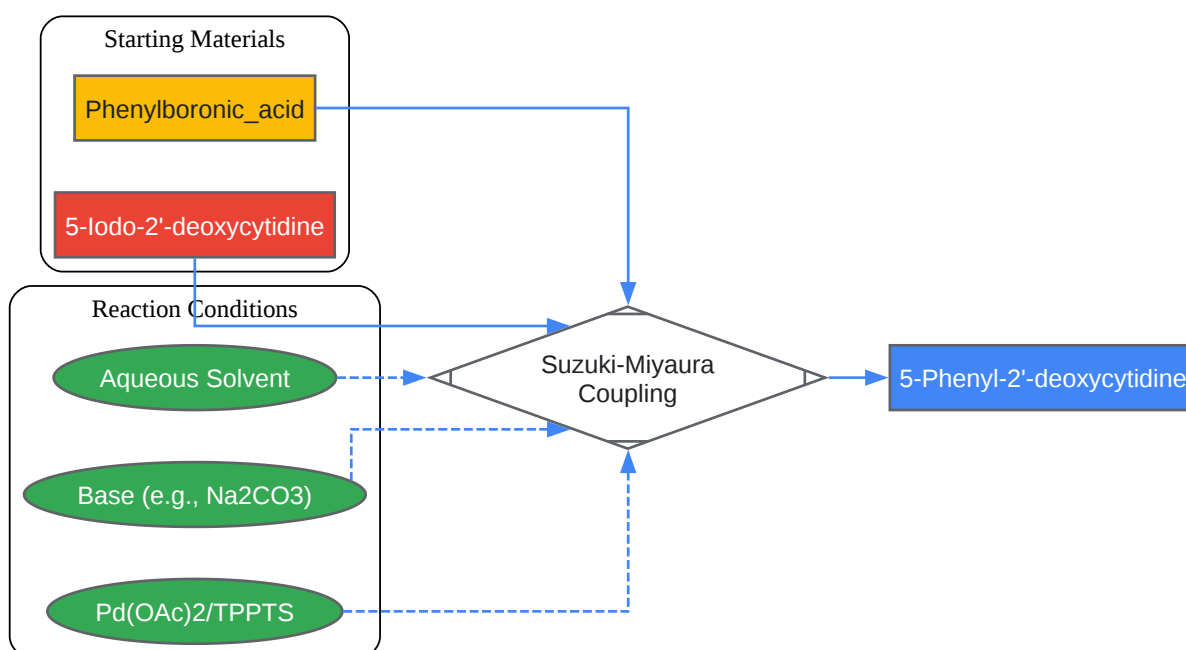 Starting Materials
Phenylboronic_acid
5-Iodo-2'-deoxycytidine
Reaction Conditions
Aqueous Solvent
Base (e.g., Na2CO3)
Pd(OAc)2/TPPTS
Suzuki-Miyaura
Coupling
5-Phenyl-2'-deoxycytidine